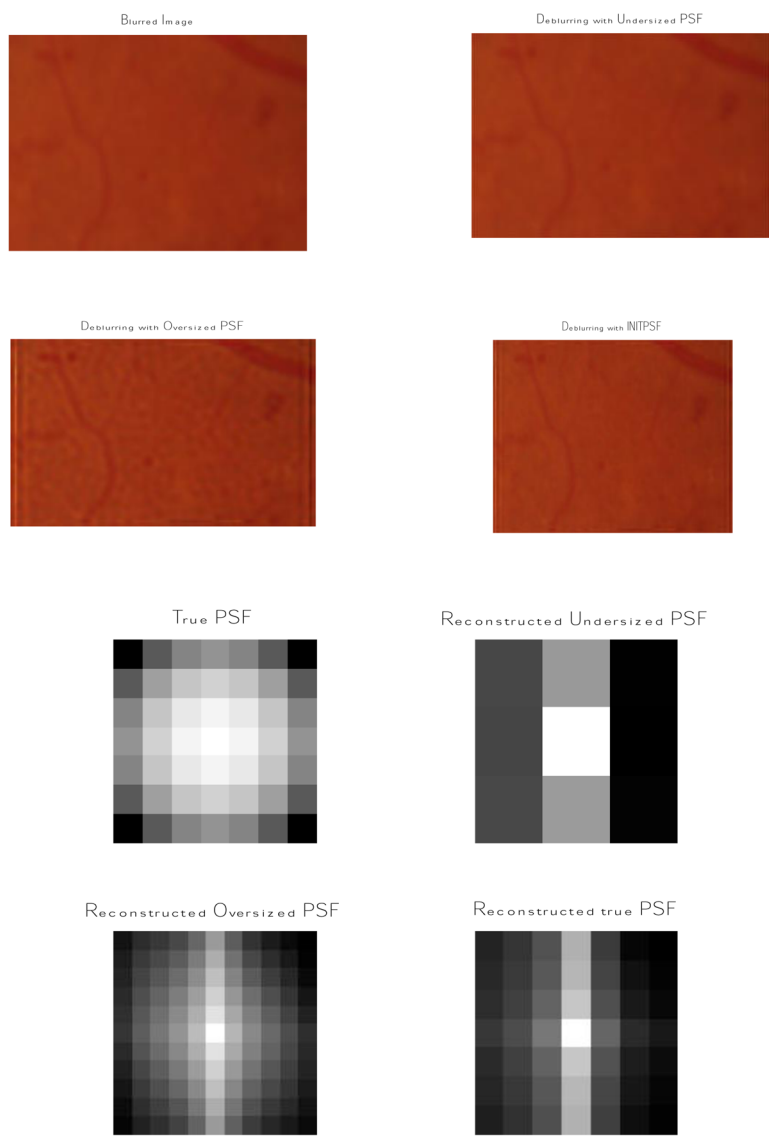 Blurred Image
Deblurring with Undersized PSF
Deblurring with Oversized PSF
Deblurring with INITPSF
True PSF
Reconstructed Undersized PSF
Reconstructed Oversized PSF
Reconstructed true PSF